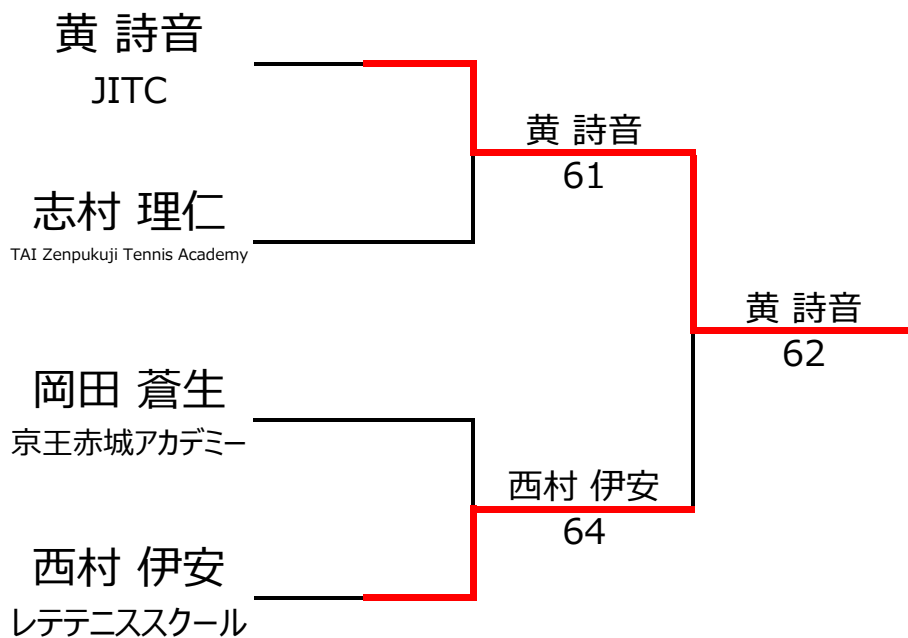 黄 詩音
JITC
志村 理仁
TAI Zenpukuji Tennis Academy
岡田 蒼生
京王赤城アカデミー
西村 伊安
レテテニススクール
黄 詩音
61
西村 伊安
64
黄 詩音
62